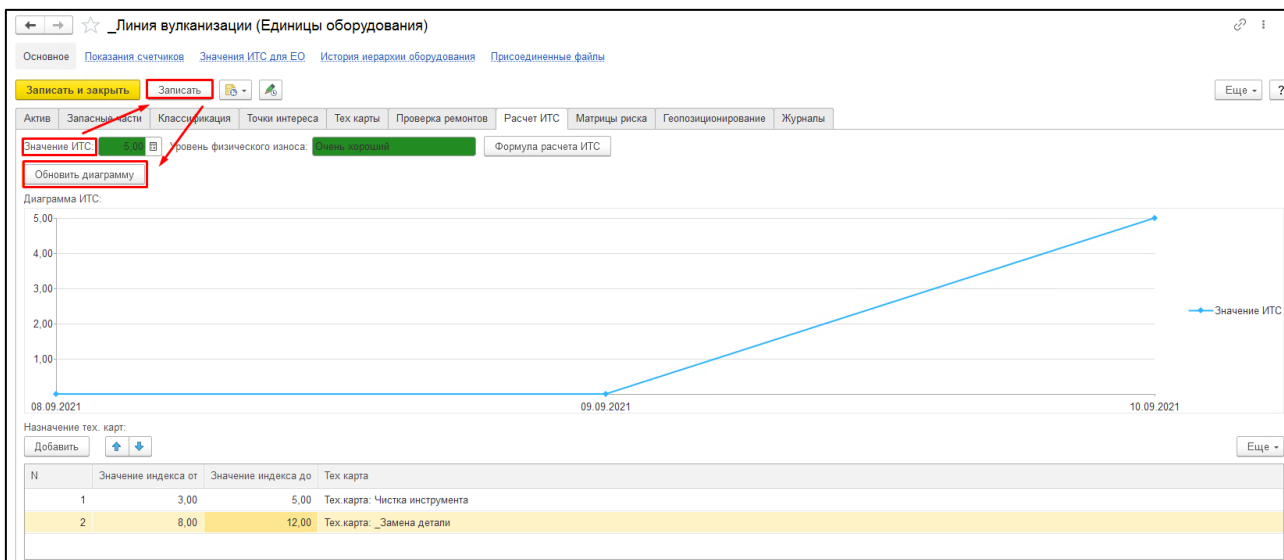 _Линия вулканизации (Единицы оборудования)
Основное Показания счетчиков Значения ИТС для ЕО История иерархии оборудования Присоединенные файлы
Записать и закрыть Записать Еще ?
Актив Запасные части Классификация Точки интереса Тех карты Проверка ремонтов Расчет ИТС Матрицы риска Геопозиционирование Журналы
Значение ИТС: 5,00 Уровень физического износа: Очень хороший Формула расчета ИТС
Обновить диаграмму
Диаграмма ИТС:
5,00
4,00
3,00
2,00
1,00
Значение ИТС
08.09.2021 09.09.2021 10.09.2021
Назначение тех. карт:
Добавить Еще
N Значение индекса от Значение индекса до Тех карта
1 3,00 5,00 Тех.карта: Чистка инструмента
2 8,00 12,00 Тех.карта: _Замена детали